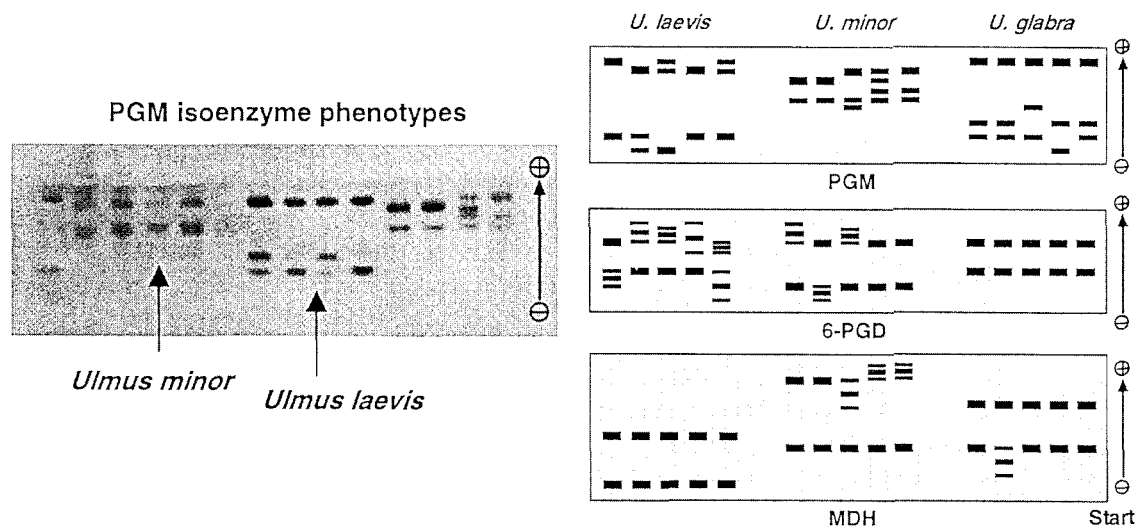 PGM isoenzyme phenotypes
⊕
⊖
Ulmus minor
Ulmus laevis
U. laevis U. minor U. glabra
⊕
⊖
PGM
⊕
⊖
6-PGD
⊕
⊖
MDH
Start